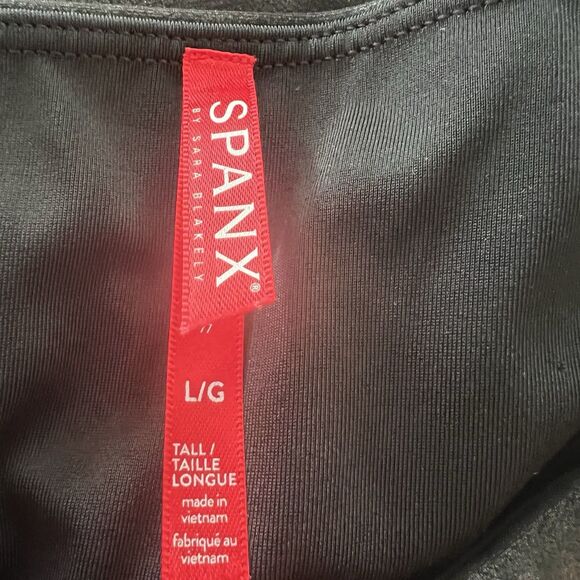 SPANX®
BY SARA BLAKELY
L/G
TALL/
TAILLE
LONGUE
made in
vietnam
fabriqué au
vietnam